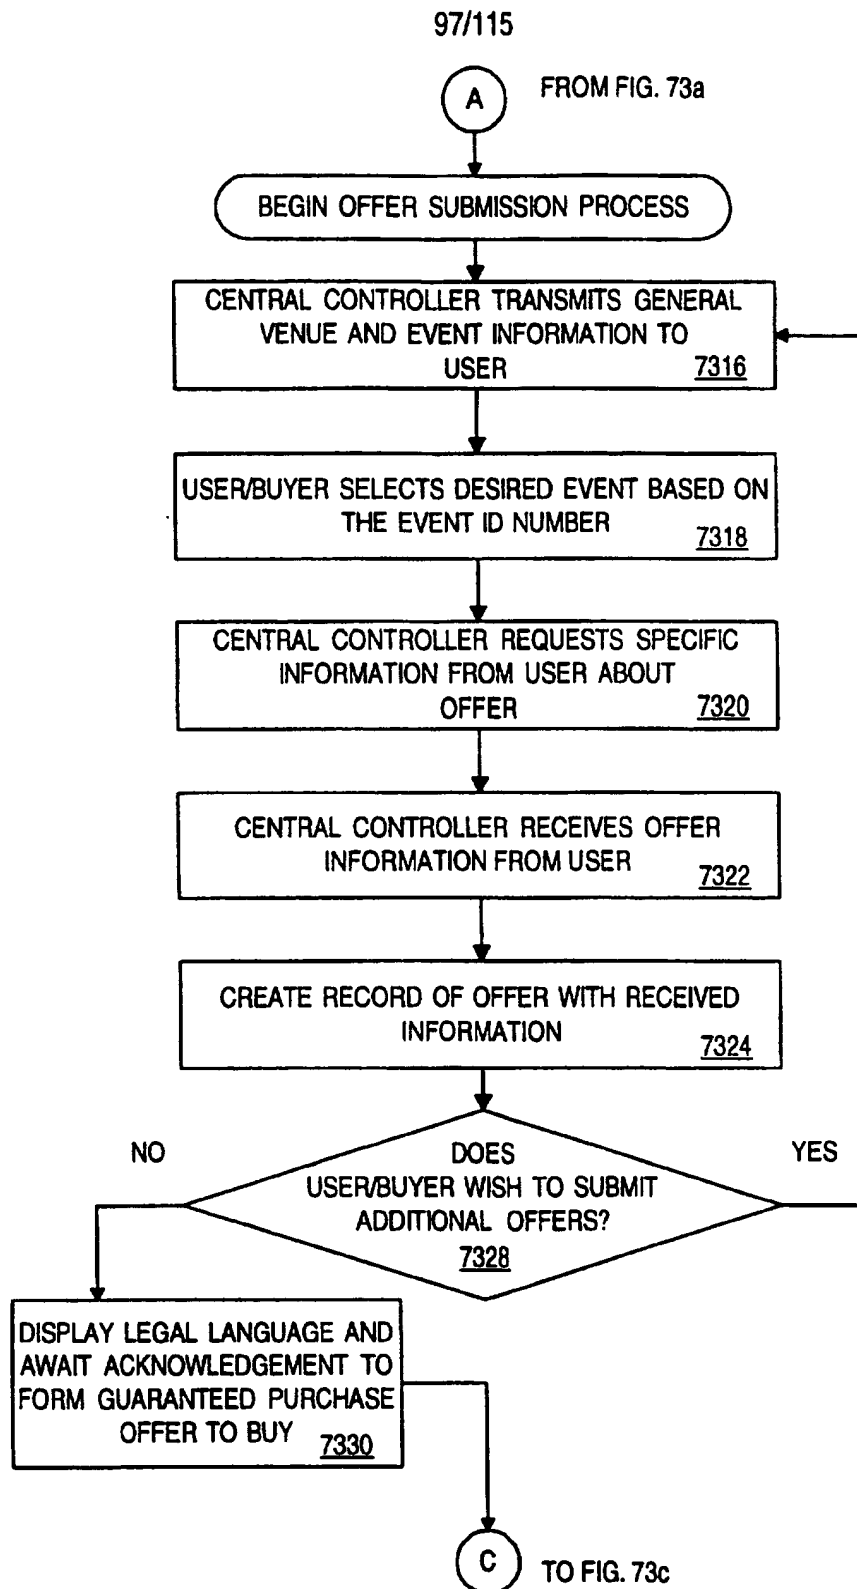 97/115
A
FROM FIG. 73a
BEGIN OFFER SUBMISSION PROCESS
CENTRAL CONTROLLER TRANSMITS GENERAL
VENUE AND EVENT INFORMATION TO
USER
7316
USER/BUYER SELECTS DESIRED EVENT BASED ON
THE EVENT ID NUMBER
7318
CENTRAL CONTROLLER REQUESTS SPECIFIC
INFORMATION FROM USER ABOUT
OFFER
7320
CENTRAL CONTROLLER RECEIVES OFFER
INFORMATION FROM USER
7322
CREATE RECORD OF OFFER WITH RECEIVED
INFORMATION
7324
NO
YES
DOES
USER/BUYER WISH TO SUBMIT
ADDITIONAL OFFERS?
7328
DISPLAY LEGAL LANGUAGE AND
AWAIT ACKNOWLEDGEMENT TO
FORM GUARANTEED PURCHASE
OFFER TO BUY
7330
C
TO FIG. 73c